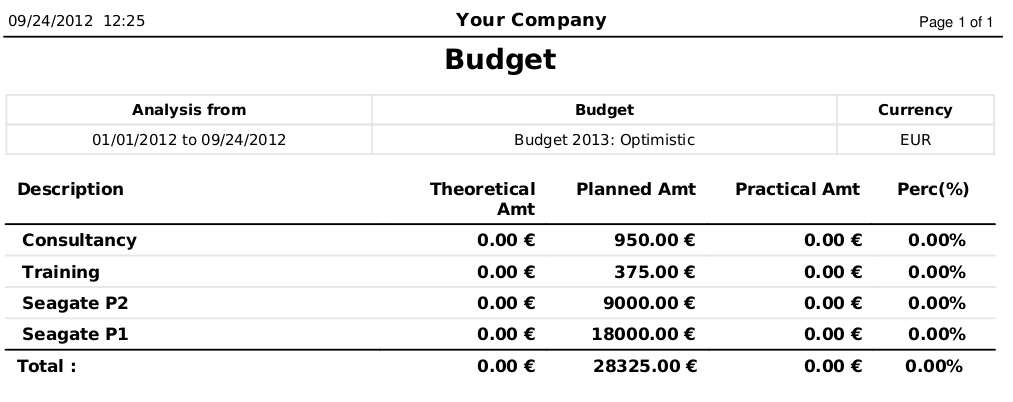 09/24/2012 12:25 Your Company Page 1 of 1
Budget
Analysis from Budget Currency
01/01/2012 to 09/24/2012 Budget 2013: Optimistic EUR
Description Theoretical Amt Planned Amt Practical Amt Perc(%)
Consultancy 0.00 € 950.00 € 0.00 € 0.00%
Training 0.00 € 375.00 € 0.00 € 0.00%
Seagate P2 0.00 € 9000.00 € 0.00 € 0.00%
Seagate P1 0.00 € 18000.00 € 0.00 € 0.00%
Total : 0.00 € 28325.00 € 0.00 € 0.00%